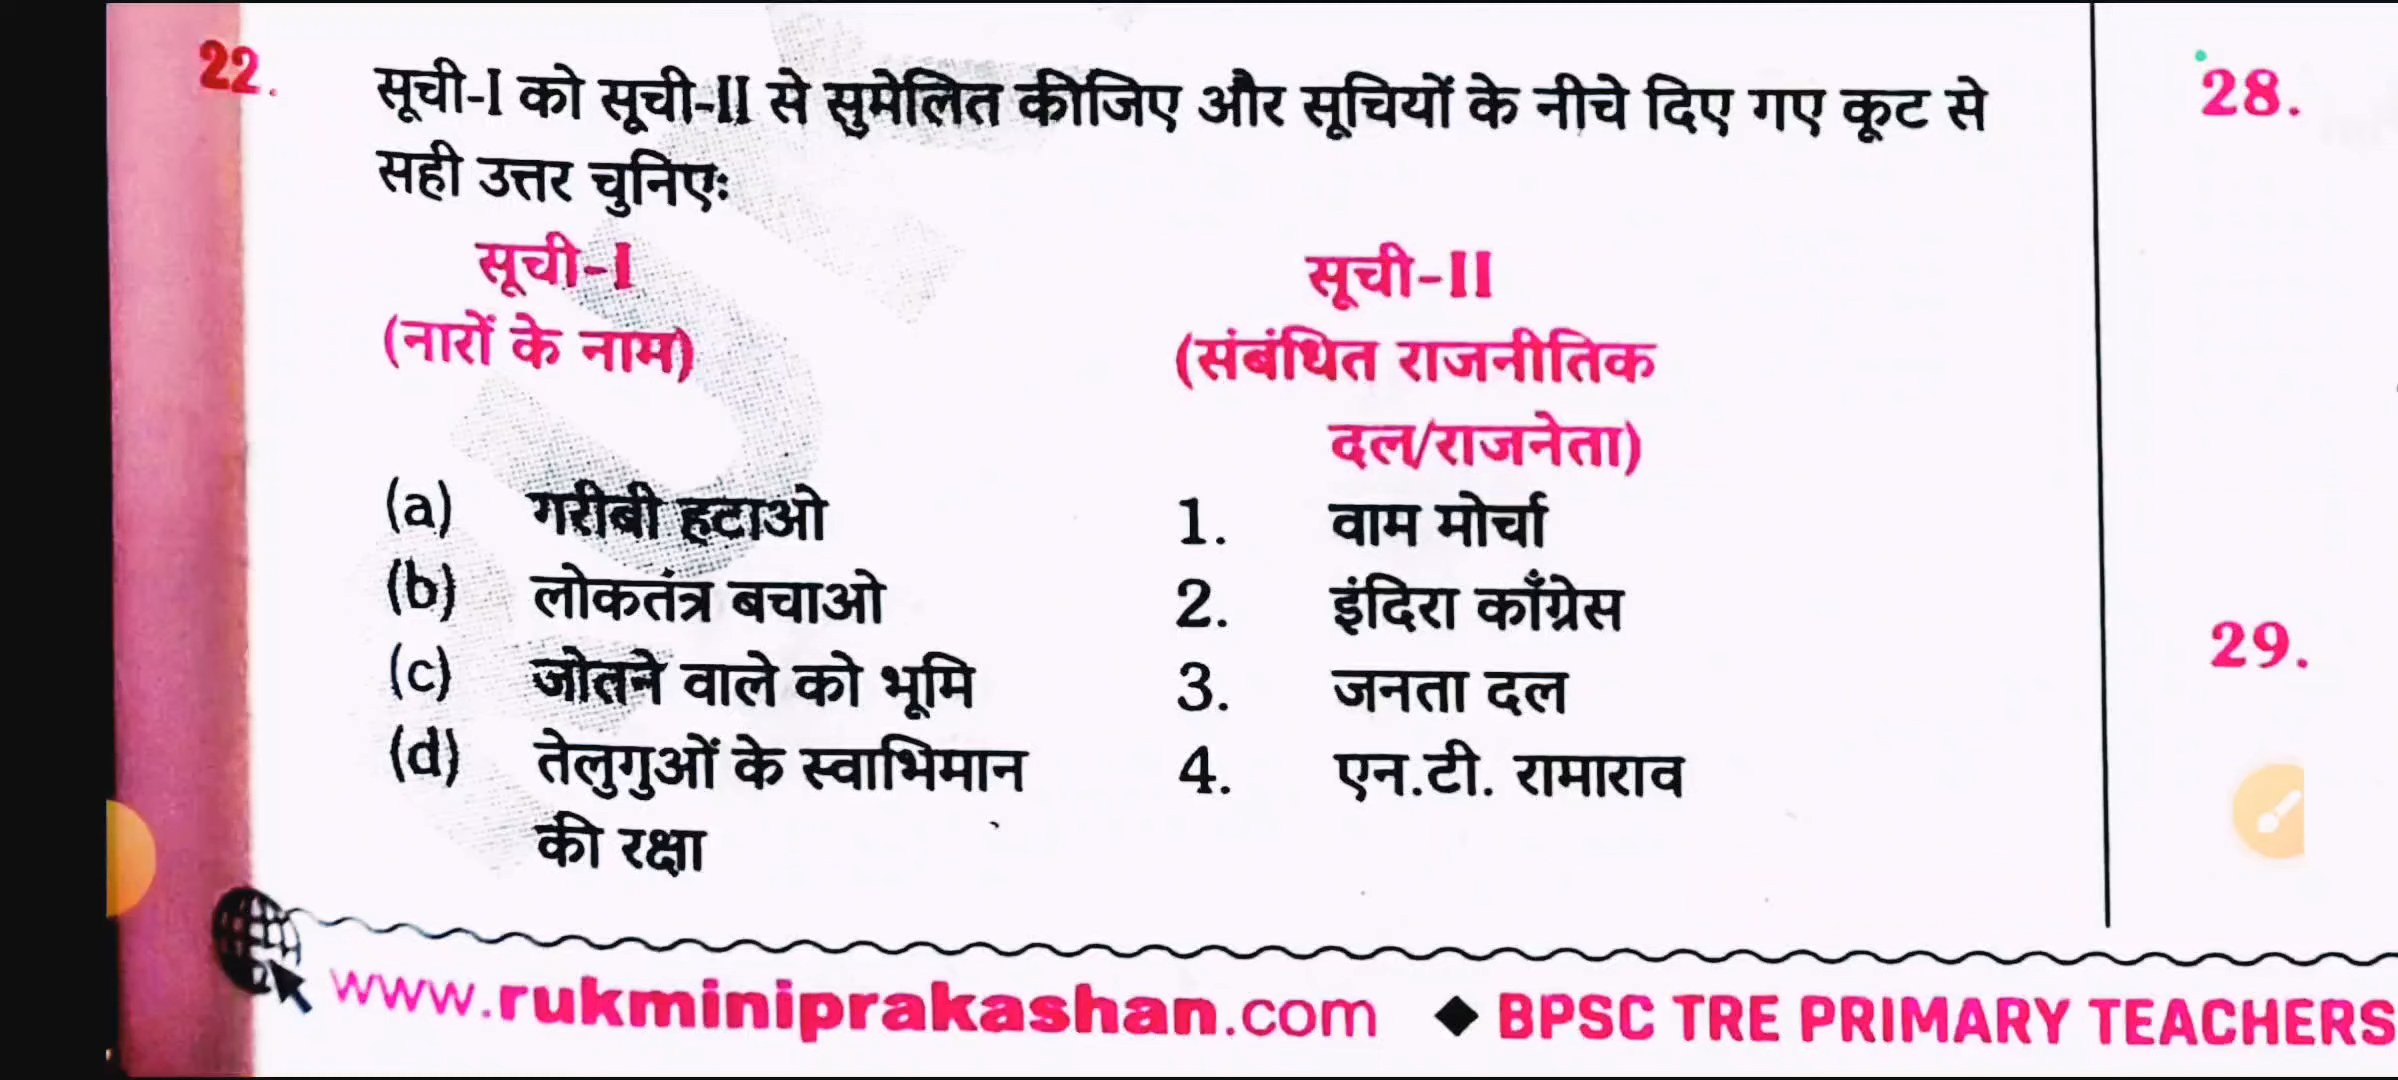 22.
सूची-I को सूची-II से सुमेलित कीजिए और सूचियों के नीचे दिए गए कूट से
सही उत्तर चुनिएः
सूची-I
सूची-II
(नारों के नाम)
(संबंधित राजनीतिक
दल/राजनेता)
(a) गरीबी हटाओ
1. वाम मोर्चा
(b) लोकतंत्र बचाओ
2. इंदिरा काँग्रेस
(c) जोतने वाले को भूमि
3. जनता दल
(d) तेलुगुओं के स्वाभिमान
4. एन.टी. रामाराव
की रक्षा
28.
29.
www.rukminiprakashan.com ◆ BPSC TRE PRIMARY TEACHERS